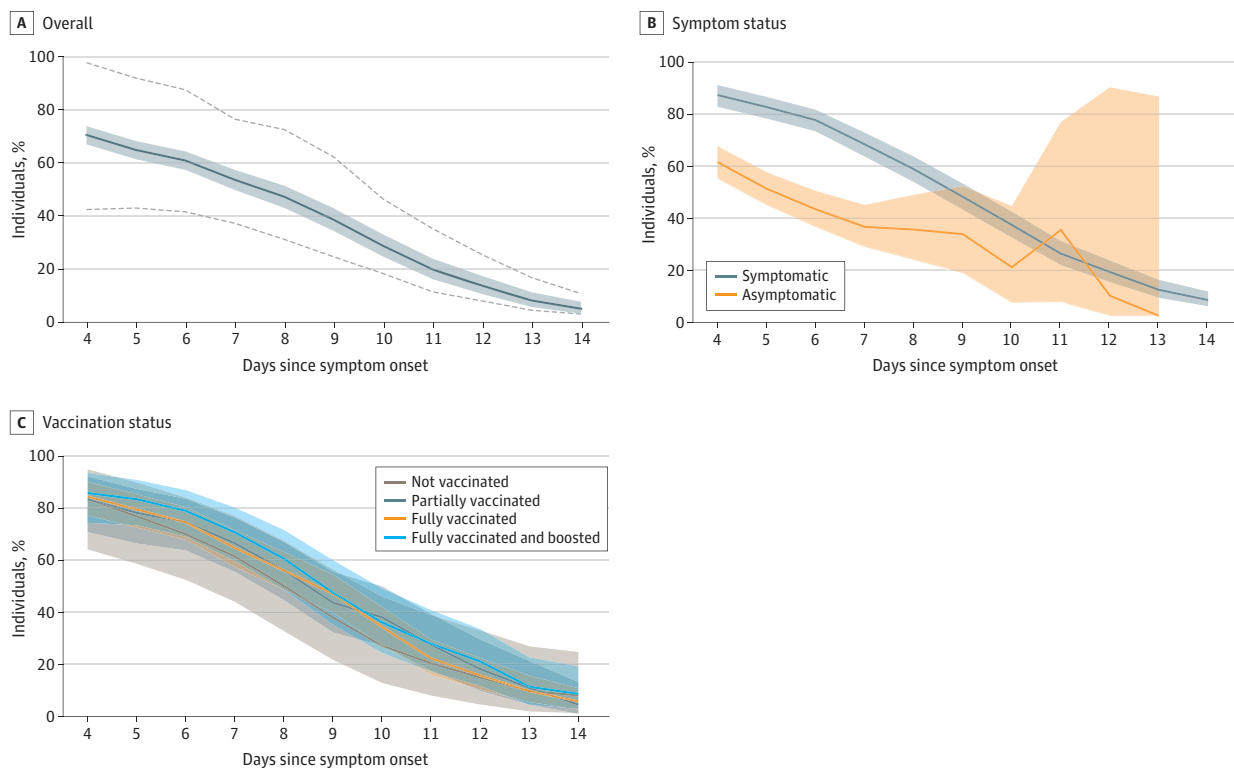 A Overall
100
80
60
40
20
0
Individuals, %
4 5 6 7 8 9 10 11 12 13 14
Days since symptom onset
B Symptom status
100
80
60
40
20
0
Individuals, %
Symptomatic
Asymptomatic
4 5 6 7 8 9 10 11 12 13 14
Days since symptom onset
C Vaccination status
100
80
60
40
20
0
Individuals, %
Not vaccinated
Partially vaccinated
Fully vaccinated
Fully vaccinated and boosted
4 5 6 7 8 9 10 11 12 13 14
Days since symptom onset